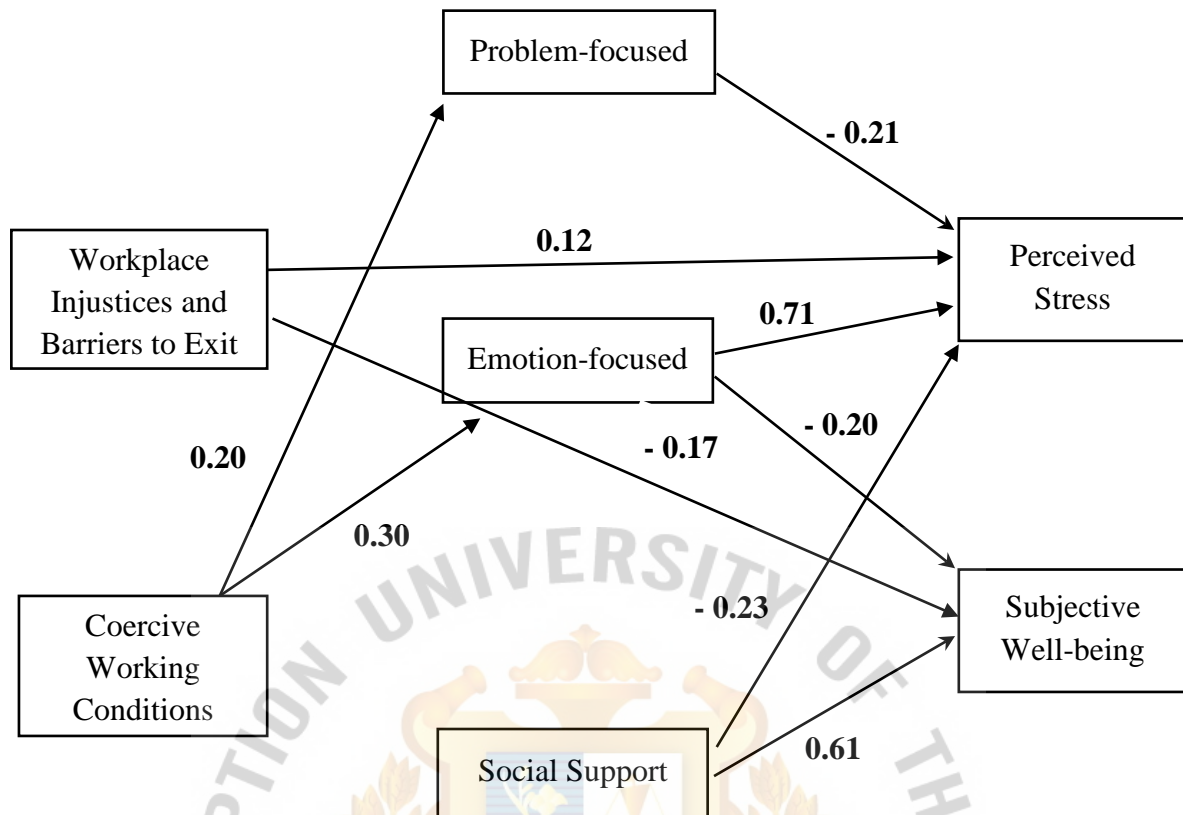 Problem-focused
- 0.21
Workplace
Injustices and
Barriers to Exit
0.12
Perceived
Stress
0.71
Emotion-focused
- 0.20
- 0.17
0.20
0.30
- 0.23
Coercive
Working
Conditions
Subjective
Well-being
0.61
Social Support
UNIVERSITY OF TH